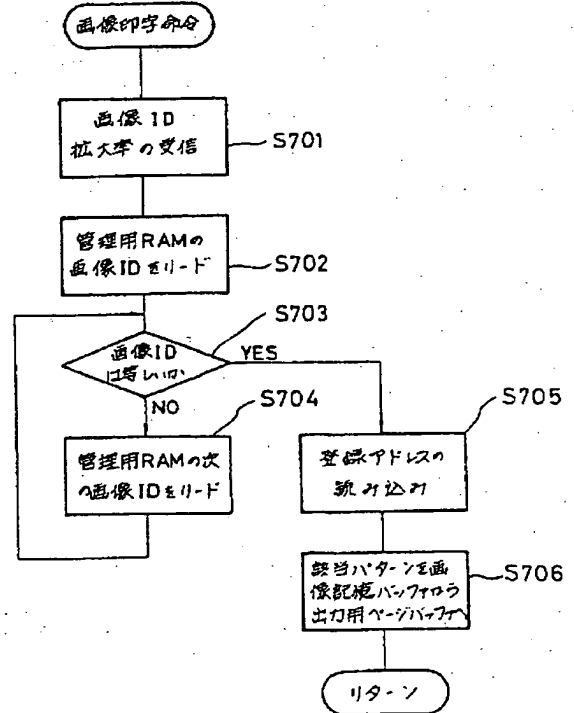 画像印字命令
画像ID
拡大率の受信
S701
管理用RAMの
画像IDをリード
S702
S703
画像ID
は等しいか
YES
NO
S704
管理用RAMの次
の画像IDをリード
S705
登録アドレスの
読み込み
該当パターンを画
像記憶バッファから
出力用ページバッファへ
S706
リターン